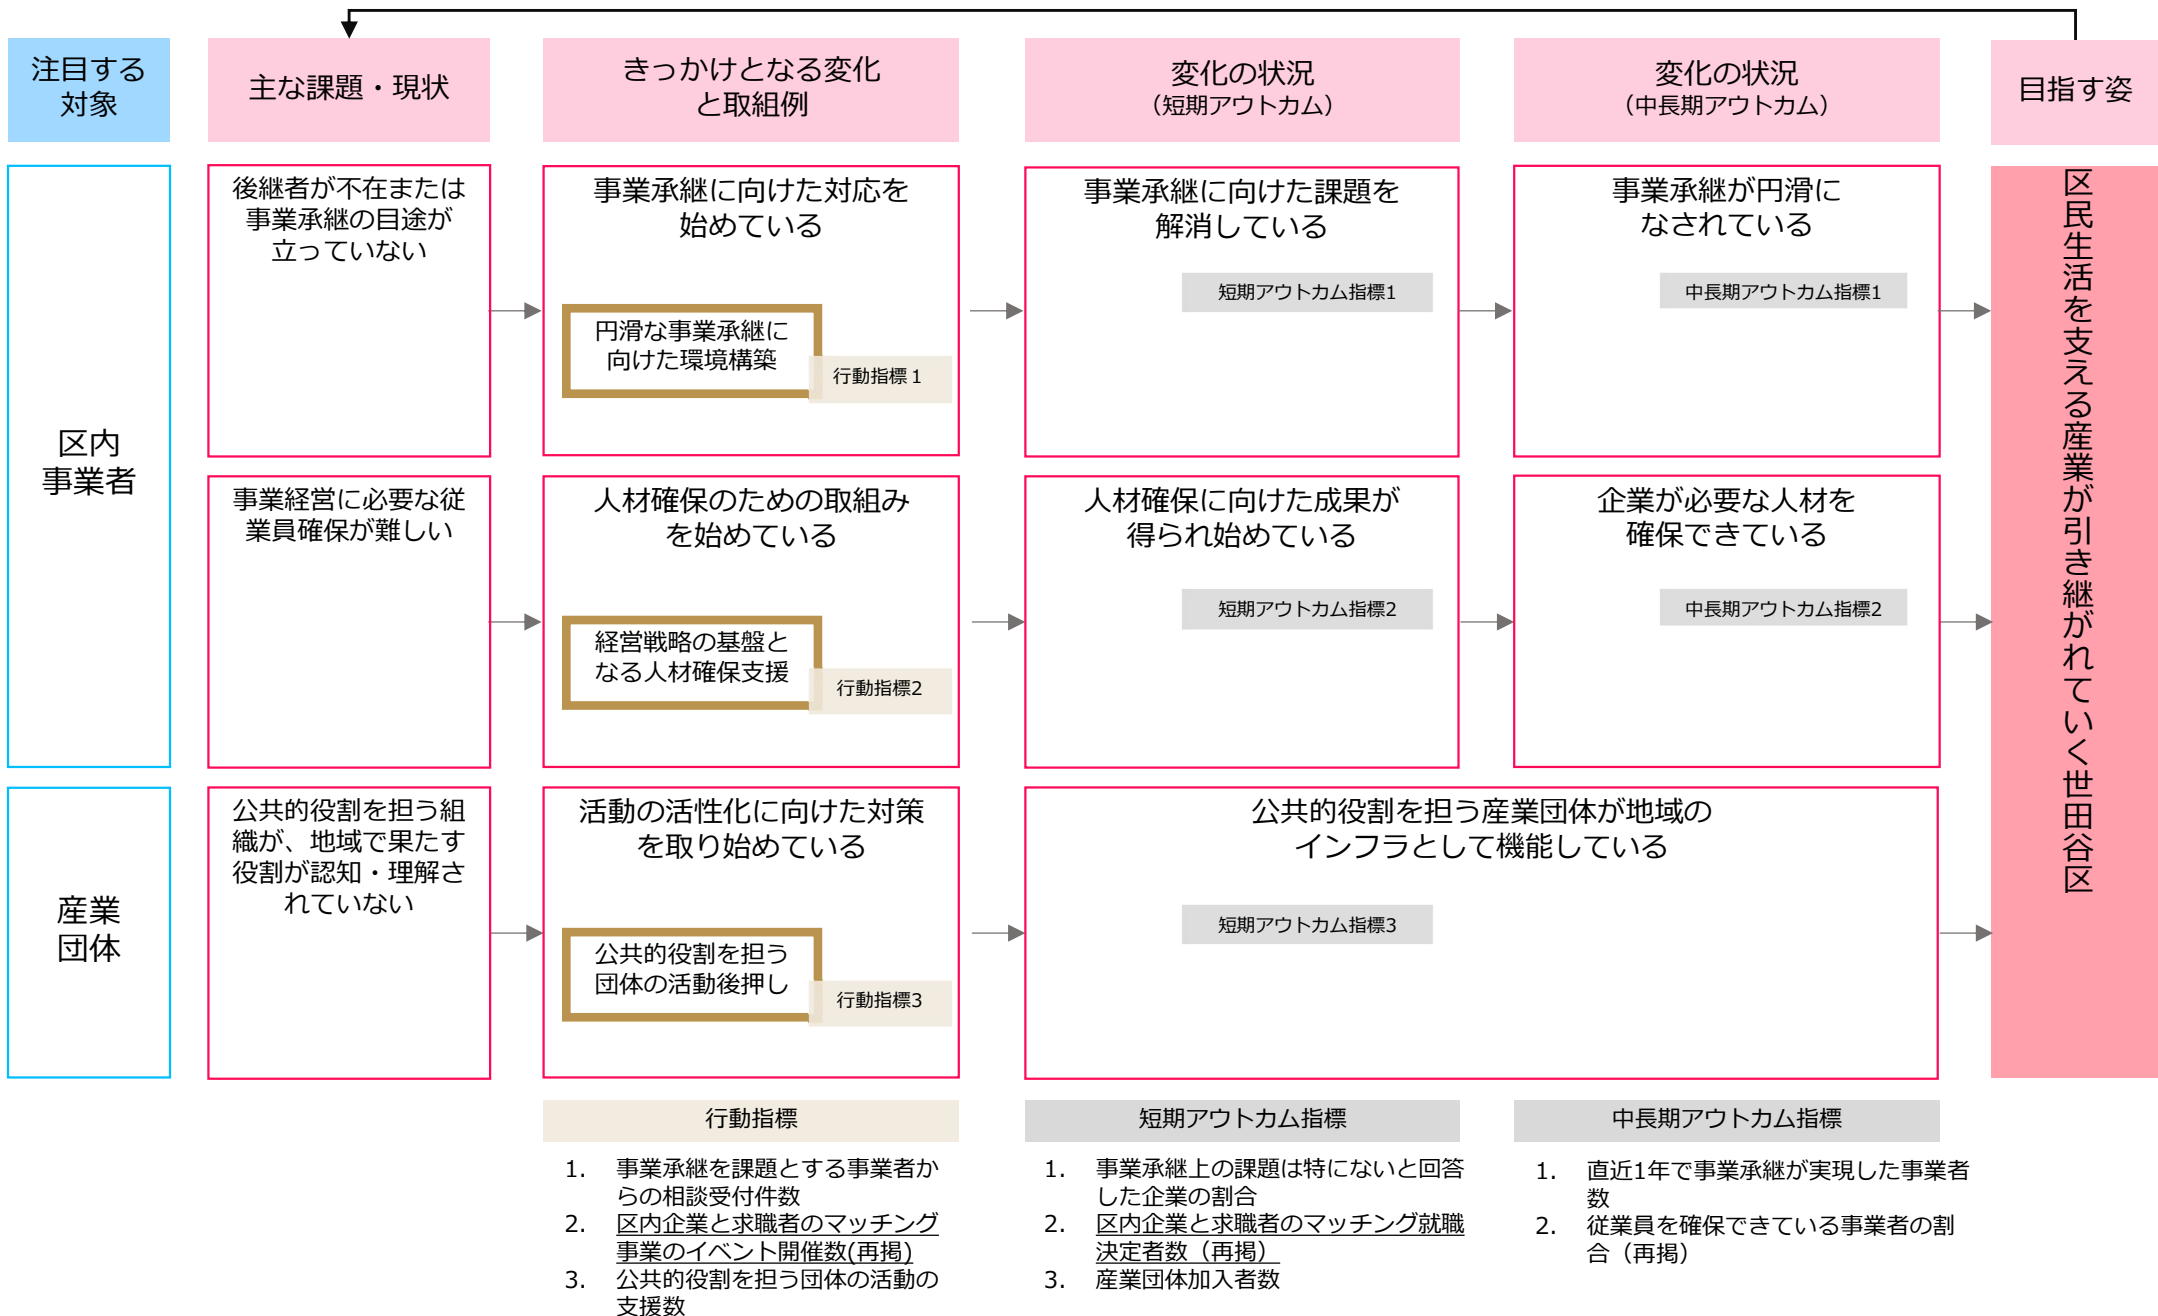 注目する
対象
主な課題・現状
きっかけとなる変化
と取組例
変化の状況
（短期アウトカム）
変化の状況
（中長期アウトカム）
目指す姿
区内
事業者
後継者が不在または
事業承継の目途が
立っていない
事業承継に向けた対応を
始めている
円滑な事業承継に
向けた環境構築
行動指標１
事業承継に向けた課題を
解消している
短期アウトカム指標1
事業承継が円滑に
なされている
中長期アウトカム指標1
事業経営に必要な従
業員確保が難しい
人材確保のための取組み
を始めている
経営戦略の基盤と
なる人材確保支援
行動指標2
人材確保に向けた成果が
得られ始めている
短期アウトカム指標2
企業が必要な人材を
確保できている
中長期アウトカム指標2
産業
団体
公共的役割を担う組
織が、地域で果たす
役割が認知・理解さ
れていない
活動の活性化に向けた対策
を取り始めている
公共的役割を担う
団体の活動後押し
行動指標3
公共的役割を担う産業団体が地域の
インフラとして機能している
短期アウトカム指標3
区民生活を支える産業が引き継がれていく世田谷区
行動指標
1. 事業承継を課題とする事業者か
らの相談受付件数
2. 区内企業と求職者のマッチング
事業のイベント開催数(再掲)
3. 公共的役割を担う団体の活動の
支援数
短期アウトカム指標
1. 事業承継上の課題は特にないと回答
した企業の割合
2. 区内企業と求職者のマッチング就職
決定者数（再掲）
3. 産業団体加入者数
中長期アウトカム指標
1. 直近1年で事業承継が実現した事業者
数
2. 従業員を確保できている事業者の割
合（再掲）